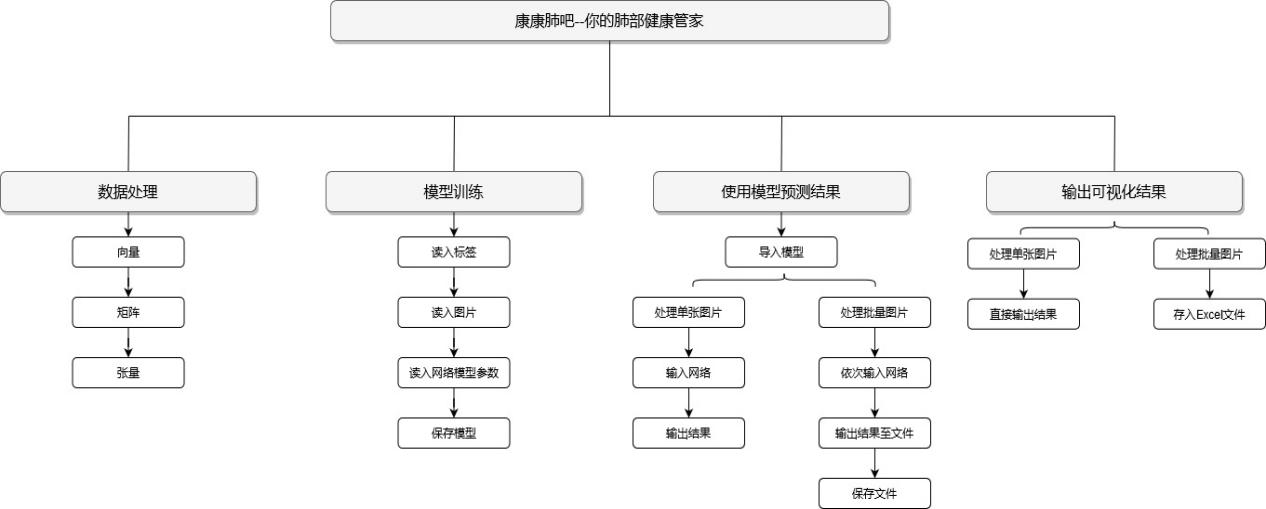 康康肺吧--你的肺部健康管家
数据处理
向量
矩阵
张量
模型训练
读入标签
读入图片
读入网络模型参数
保存模型
使用模型预测结果
导入模型
处理单张图片
输入网络
输出结果
处理批量图片
依次输入网络
输出结果至文件
保存文件
输出可视化结果
处理单张图片
直接输出结果
处理批量图片
存入Excel文件